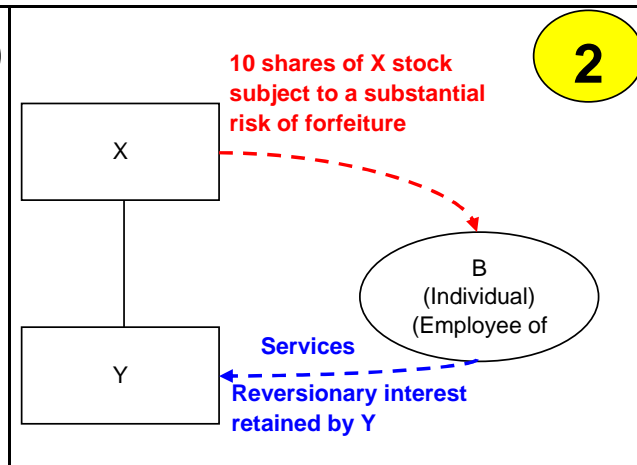 10 shares of X stock
subject to a substantial
risk of forfeiture
2
X
B
(Individual)
(Employee of
Services
Y
Reversionary interest
retained by Y